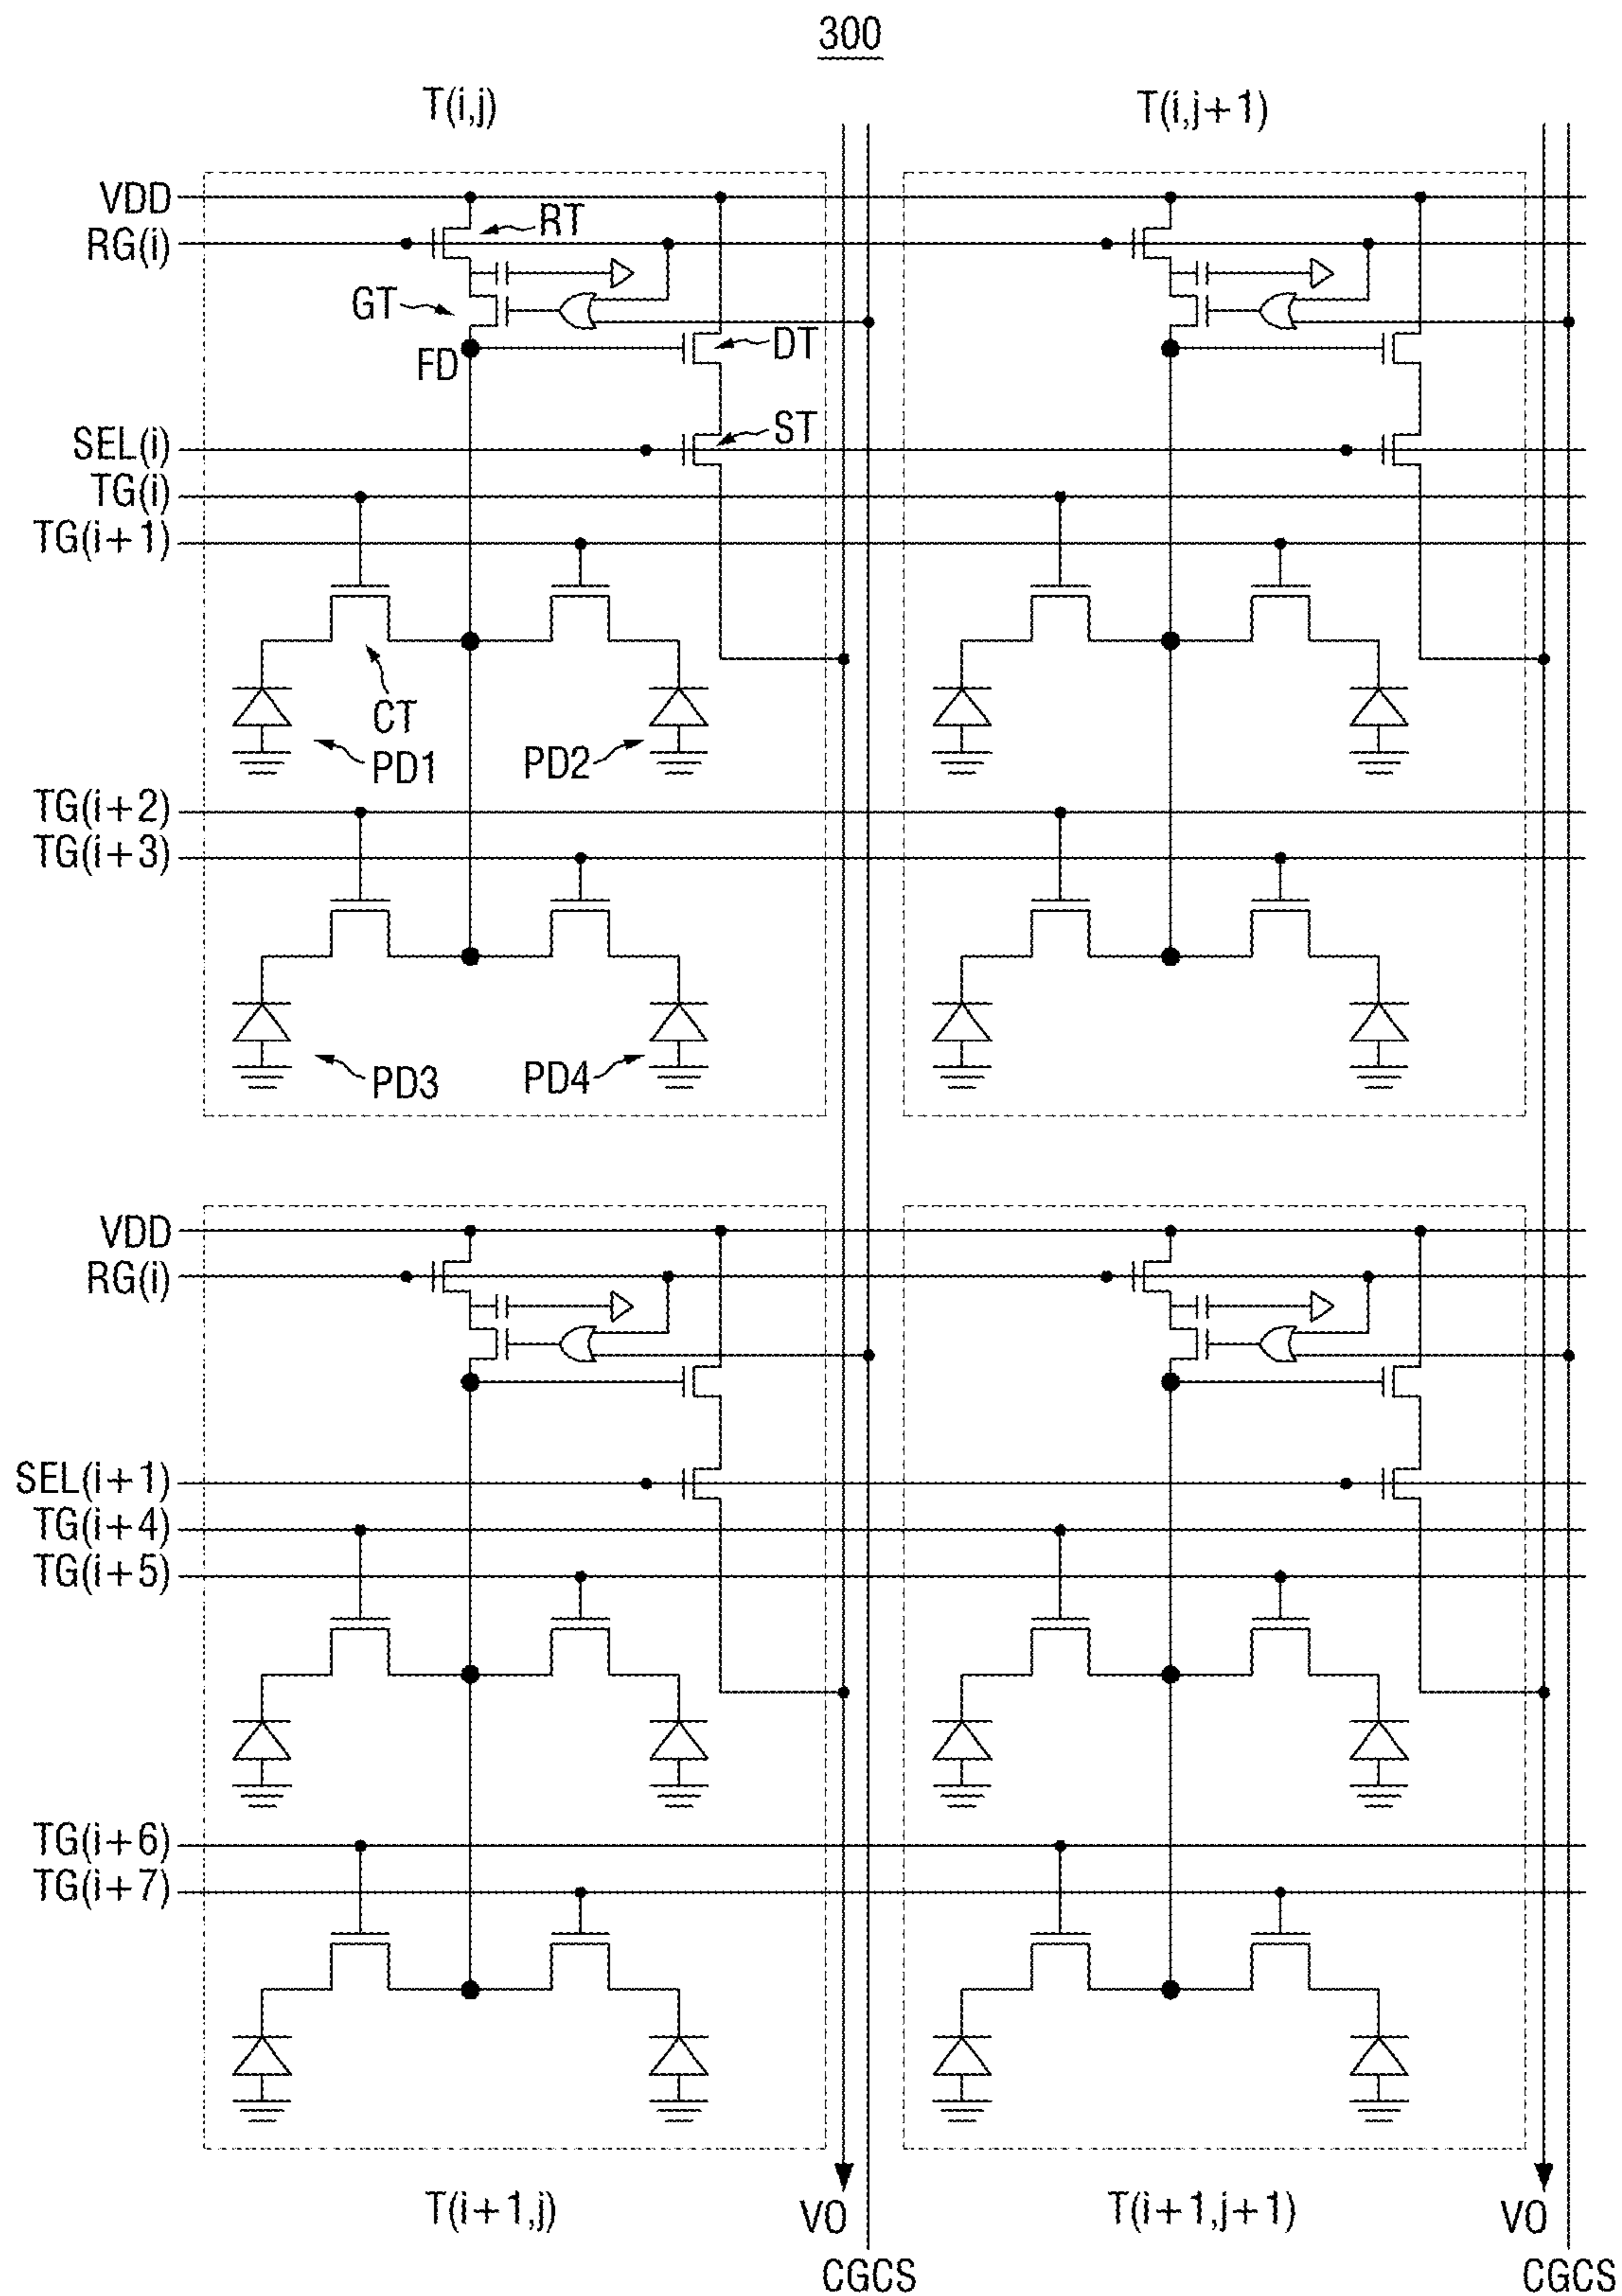 300
T(i,j)
T(i,j+1)
VDD
RG(i)
RT
GT
FD
DT
SEL(i)
ST
TG(i)
TG(i+1)
CT
PD1
PD2
TG(i+2)
TG(i+3)
PD3
PD4
VDD
RG(i)
SEL(i+1)
TG(i+4)
TG(i+5)
TG(i+6)
TG(i+7)
T(i+1,j)
VO
T(i+1,j+1)
VO
CGCS
CGCS